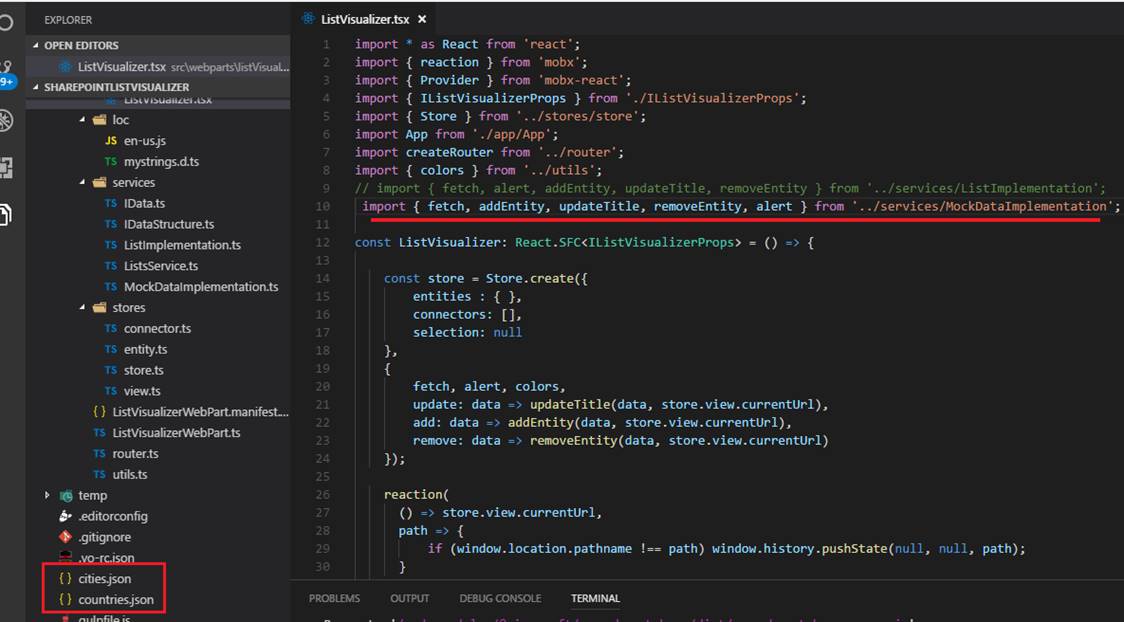 EXPLORER
OPEN EDITORS
ListVisualizer.tsx src\webparts\listVisual...
9+
SHAREPOINTLISTVISUALIZER
ListVisualizer.tsx
loc
JS en-us.js
TS mystrings.d.ts
services
TS IData.ts
TS IDataStructure.ts
TS ListImplementation.ts
TS ListsService.ts
TS MockDataImplementation.ts
stores
TS connector.ts
TS entity.ts
TS store.ts
TS view.ts
{ } ListVisualizerWebPart.manifest....
TS ListVisualizerWebPart.ts
TS router.ts
TS utils.ts
temp
.editorconfig
.gitignore
.yo-rc.json
{ } cities.json
{ } countries.json
gulpfile.js
ListVisualizer.tsx ×
1 import * as React from 'react';
2 import { reaction } from 'mobx';
3 import { Provider } from 'mobx-react';
4 import { IListVisualizerProps } from './IListVisualizerProps';
5 import { Store } from '../stores/store';
6 import App from './app/App';
7 import createRouter from '../router';
8 import { colors } from '../utils';
9 // import { fetch, alert, addEntity, updateTitle, removeEntity } from '../services/ListImplementation';
10 import { fetch, addEntity, updateTitle, removeEntity, alert } from '../services/MockDataImplementation';
11
12 const ListVisualizer: React.SFC<IListVisualizerProps> = () => {
13
14 const store = Store.create({
15 entities : { },
16 connectors: [],
17 selection: null
18 },
19 {
20 fetch, alert, colors,
21 update: data => updateTitle(data, store.view.currentUrl),
22 add: data => addEntity(data, store.view.currentUrl),
23 remove: data => removeEntity(data, store.view.currentUrl)
24 });
25
26 reaction(
27 () => store.view.currentUrl,
28 path => {
29 if (window.location.pathname !== path) window.history.pushState(null, null, path);
30 }
PROBLEMS OUTPUT DEBUG CONSOLE TERMINAL